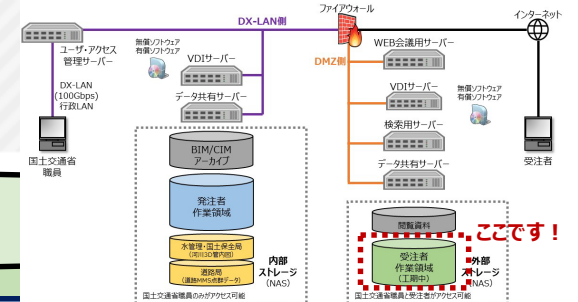 ファイアウォール
インターネット
DX-LAN側
ユーザ・アクセス
管理サーバー
無償ソフトウェア
有償ソフトウェア
VDIサーバー
WEB会議用サーバー
DMZ側
VDIサーバー
無償ソフトウェア
有償ソフトウェア
DX-LAN
(100Gbps)
行政LAN
データ共有サーバー
検索用サーバー
国土交通省
職員
データ共有サーバー
受注者
BIM/CIM
アーカイブ
発注者
作業領域
水管理・国土保全局
(河川3D管内図)
道路局
(道路MMS点群データ)
内部
ストレージ
(NAS)
国土交通省職員のみがアクセス可能
閲覧資料
ここです！
受注者
作業領域
(工期中)
外部
ストレージ
(NAS)
国土交通省職員と受注者がアクセス可能